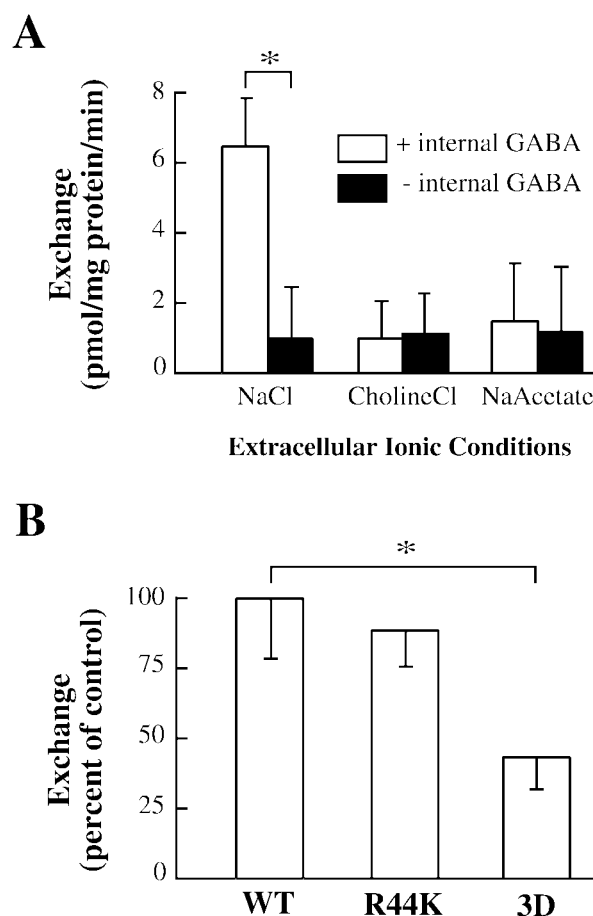 A
*
Exchange
(pmol/mg protein/min)
8
6
4
2
0
+ internal GABA
- internal GABA
NaCl CholineCl NaAcetate
Extracellular Ionic Conditions
B
*
Exchange
(percent of control)
100
75
50
25
0
WT R44K 3D